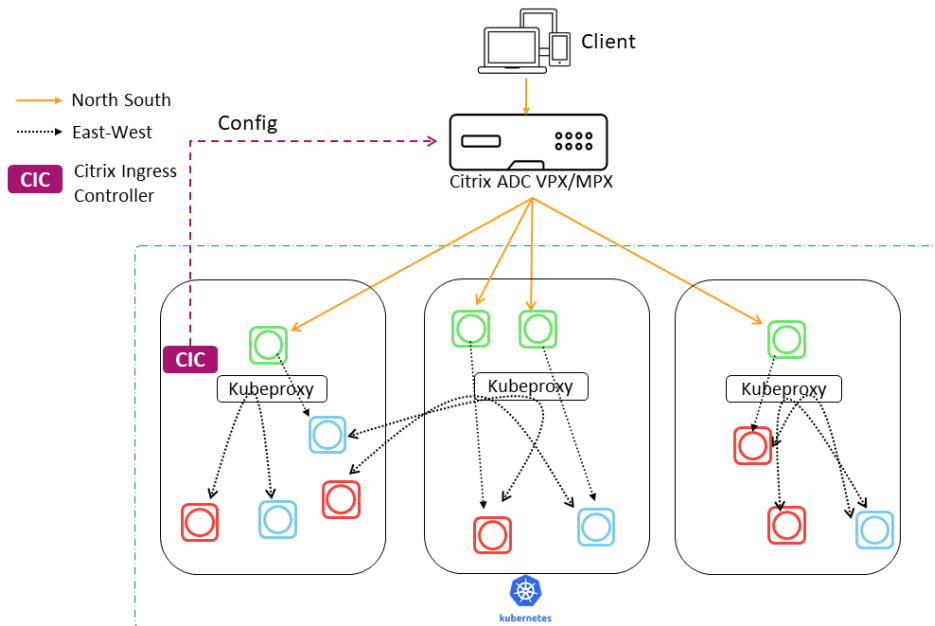 Client
North South
East-West
Config
CIC
Citrix Ingress
Controller
Citrix ADC VPX/MPX
CIC
Kubeproxy
Kubeproxy
Kubeproxy
kubernetes